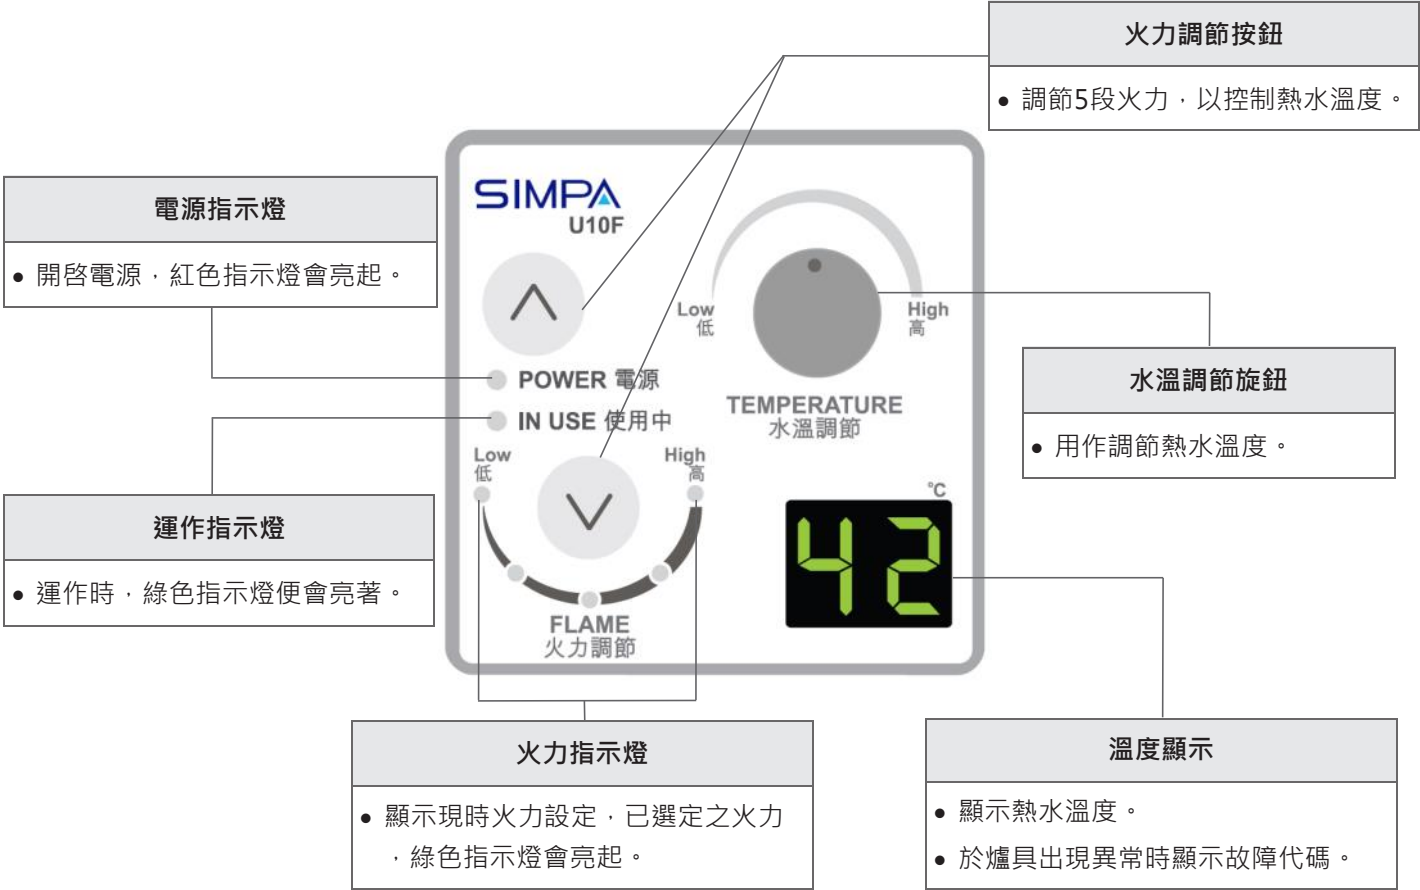 火力調節按鈕
● 調節5段火力，以控制熱水溫度。
電源指示燈
● 開啓電源，紅色指示燈會亮起。
SIMPA
U10F
Low
低
High
高
POWER 電源
IN USE 使用中
TEMPERATURE
水溫調節
水溫調節旋鈕
● 用作調節熱水溫度。
Low
低
High
高
°C
42
運作指示燈
● 運作時，綠色指示燈便會亮著。
FLAME
火力調節
火力指示燈
● 顯示現時火力設定，已選定之火力
，綠色指示燈會亮起。
溫度顯示
● 顯示熱水溫度。
● 於爐具出現異常時顯示故障代碼。